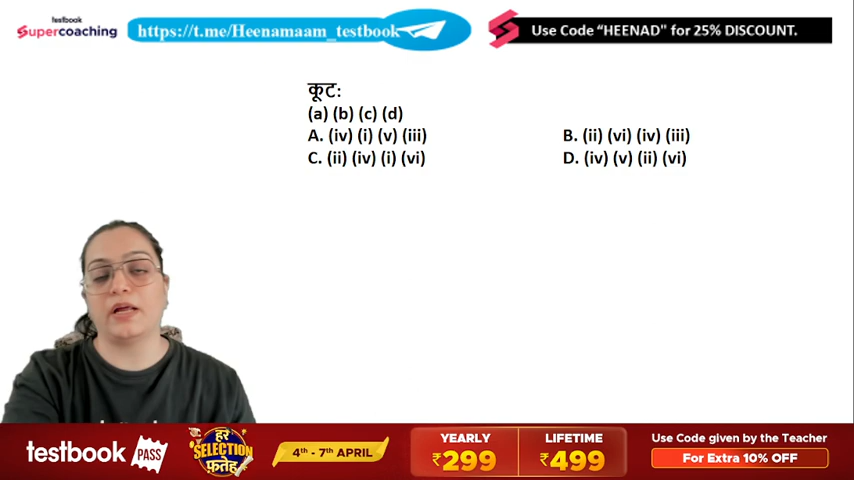 testbook
Supercoaching
https://t.me/Heenamaam_testbook
Use Code “HEENAD" for 25% DISCOUNT.
कूट:
(a) (b) (c) (d)
A. (iv) (i) (v) (iii)
B. (ii) (vi) (iv) (iii)
C. (ii) (iv) (i) (vi)
D. (iv) (v) (ii) (vi)
testbook PASS
हर
SELECTION
फतेह
4th - 7th APRIL
YEARLY
₹299
LIFETIME
₹499
Use Code given by the Teacher
For Extra 10% OFF